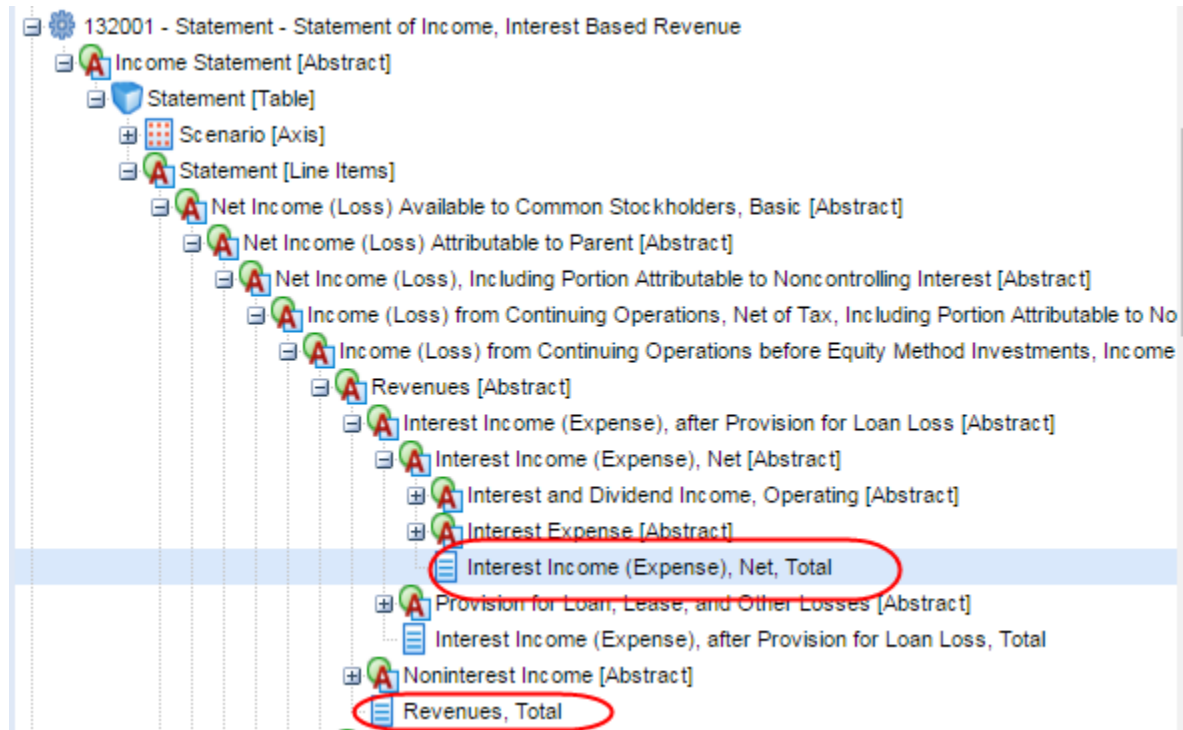 132001 - Statement - Statement of Income, Interest Based Revenue
Income Statement [Abstract]
Statement [Table]
Scenario [Axis]
Statement [Line Items]
Net Income (Loss) Available to Common Stockholders, Basic [Abstract]
Net Income (Loss) Attributable to Parent [Abstract]
Net Income (Loss), Including Portion Attributable to Noncontrolling Interest [Abstract]
Income (Loss) from Continuing Operations, Net of Tax, Including Portion Attributable to No
Income (Loss) from Continuing Operations before Equity Method Investments, Income
Revenues [Abstract]
Interest Income (Expense), after Provision for Loan Loss [Abstract]
Interest Income (Expense), Net [Abstract]
Interest and Dividend Income, Operating [Abstract]
Interest Expense [Abstract]
Interest Income (Expense), Net, Total
Provision for Loan, Lease, and Other Losses [Abstract]
Interest Income (Expense), after Provision for Loan Loss, Total
Noninterest Income [Abstract]
Revenues, Total